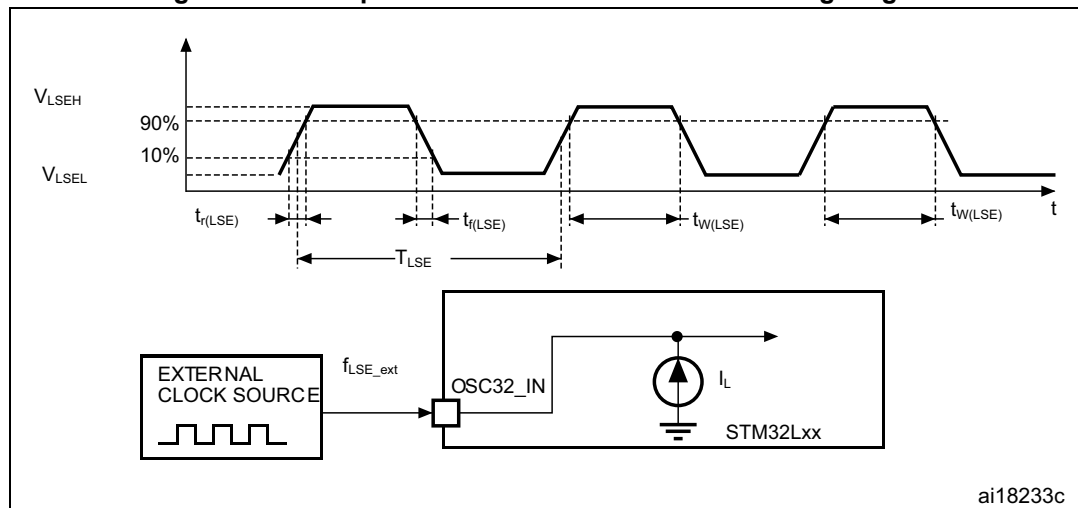 V_LSEH
90%
10%
V_LSEL
t_r(LSE)
t_f(LSE)
t_W(LSE)
t_W(LSE)
t
T_LSE
EXTERNAL
CLOCK SOURCE
f_LSE_ext
OSC32_IN
I_L
STM32Lxx
ai18233c